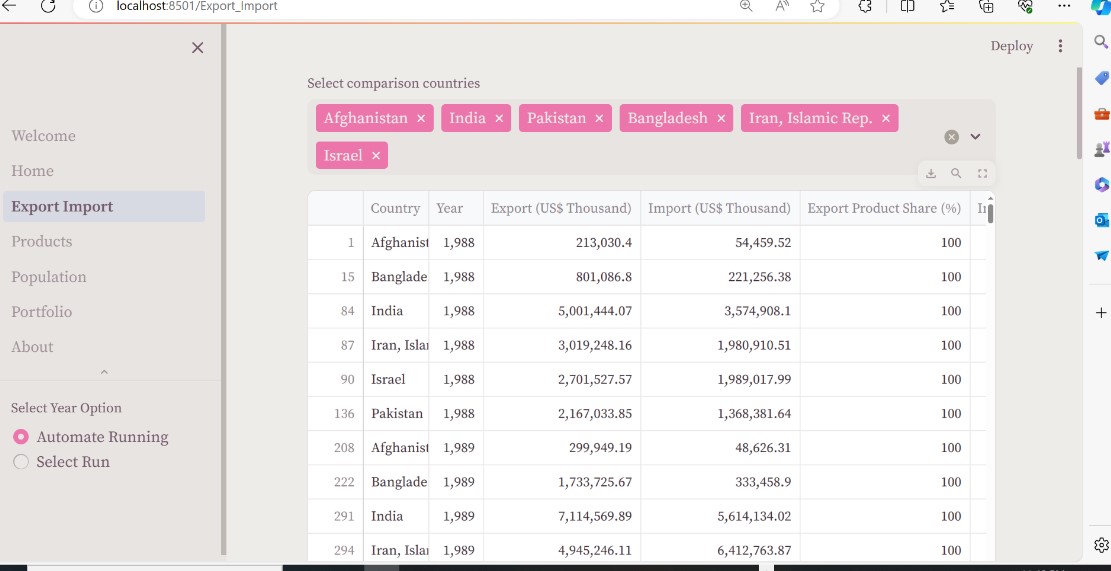 localhost:8501/Export_Import
Deploy
Welcome
Home
Export Import
Products
Population
Portfolio
About
Select Year Option
Automate Running
Select Run
Select comparison countries
Afghanistan × India × Pakistan × Bangladesh × Iran, Islamic Rep. ×
Israel ×
Country Year Export (US$ Thousand) Import (US$ Thousand) Export Product Share (%)
1 Afghanist 1,988 213,030.4 54,459.52 100
15 Banglade 1,988 801,086.8 221,256.38 100
84 India 1,988 5,001,444.07 3,574,908.1 100
87 Iran, Isla 1,988 3,019,248.16 1,980,910.51 100
90 Israel 1,988 2,701,527.57 1,989,017.99 100
136 Pakistan 1,988 2,167,033.85 1,368,381.64 100
208 Afghanist 1,989 299,949.19 48,626.31 100
222 Banglade 1,989 1,733,725.67 333,458.9 100
291 India 1,989 7,114,569.89 5,614,134.02 100
294 Iran, Isla 1,989 4,945,246.11 6,412,763.87 100